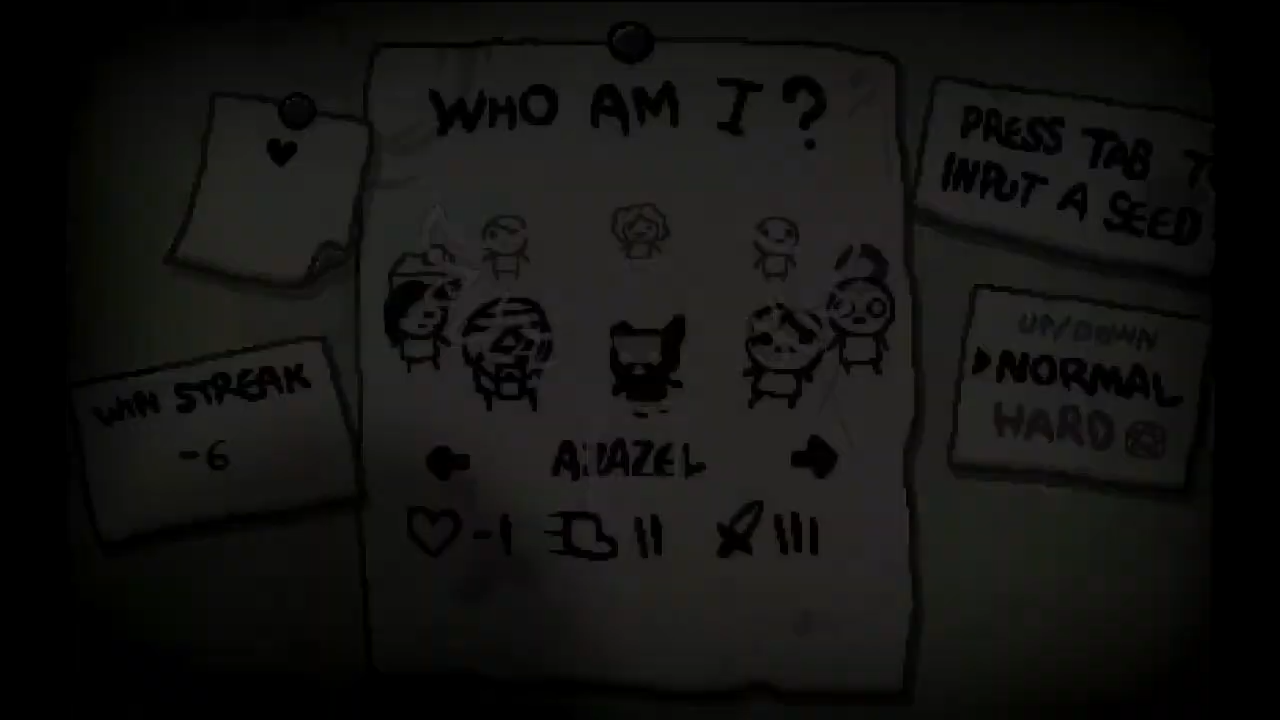 WHO AM I?
PRESS TAB
INPUT A SEED
WIN STREAK
-6
UP/DOWN
NORMAL
HARD
AZAZEL
-1 II III